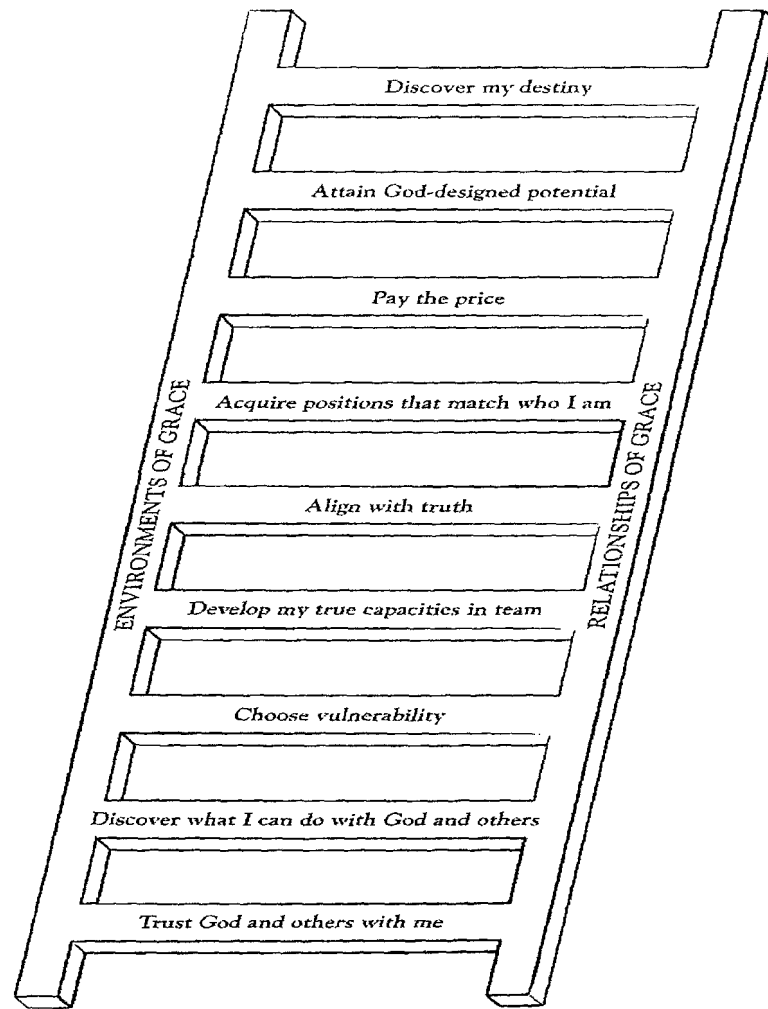 Discover my destiny
Attain God-designed potential
Pay the price
Acquire positions that match who I am
Align with truth
Develop my true capacities in team
Choose vulnerability
Discover what I can do with God and others
Trust God and others with me
ENVIRONMENTS OF GRACE
RELATIONSHIPS OF GRACE